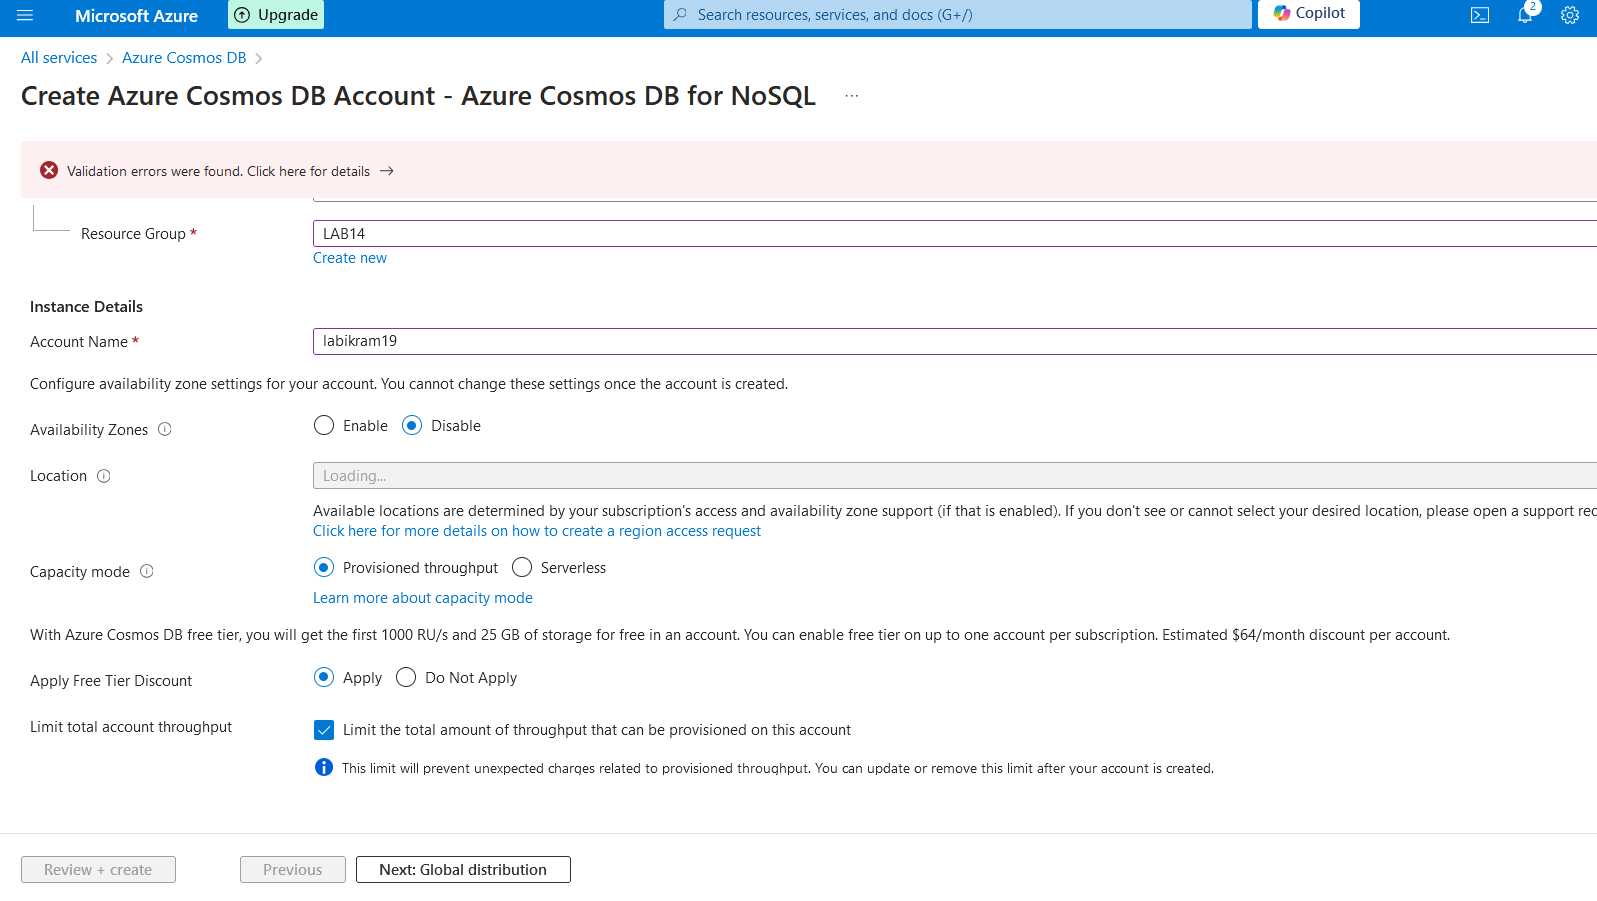 Microsoft Azure
Upgrade
Search resources, services, and docs (G+/)
Copilot
2
All services > Azure Cosmos DB >
Create Azure Cosmos DB Account - Azure Cosmos DB for NoSQL ...
Validation errors were found. Click here for details →
Resource Group *
LAB14
Create new
Instance Details
Account Name *
labikram19
Configure availability zone settings for your account. You cannot change these settings once the account is created.
Availability Zones
Enable
Disable
Location
Loading...
Available locations are determined by your subscription's access and availability zone support (if that is enabled). If you don't see or cannot select your desired location, please open a support rec
Click here for more details on how to create a region access request
Capacity mode
Provisioned throughput
Serverless
Learn more about capacity mode
With Azure Cosmos DB free tier, you will get the first 1000 RU/s and 25 GB of storage for free in an account. You can enable free tier on up to one account per subscription. Estimated $64/month discount per account.
Apply Free Tier Discount
Apply
Do Not Apply
Limit total account throughput
Limit the total amount of throughput that can be provisioned on this account
This limit will prevent unexpected charges related to provisioned throughput. You can update or remove this limit after your account is created.
Review + create
Previous
Next: Global distribution